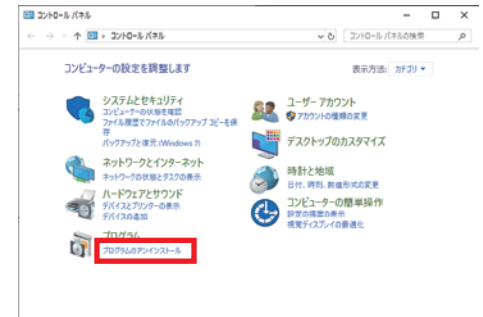 コントロール パネル
コントロール パネル
コントロール パネルの検索
コンピューターの設定を調整します
表示方法: カテゴリ
システムとセキュリティ
コンピューターの状態を確認
ファイル履歴でファイルのバックアップ コピーを保
存
バックアップと復元 (Windows 7)
ネットワークとインターネット
ネットワークの状態とタスクの表示
ハードウェアとサウンド
デバイスとプリンターの表示
デバイスの追加
プログラム
プログラムのアンインストール
ユーザー アカウント
アカウントの種類の変更
デスクトップのカスタマイズ
時計と地域
日付、時刻、数値形式の変更
コンピューターの簡単操作
設定の提案の表示
視覚ディスプレイの最適化